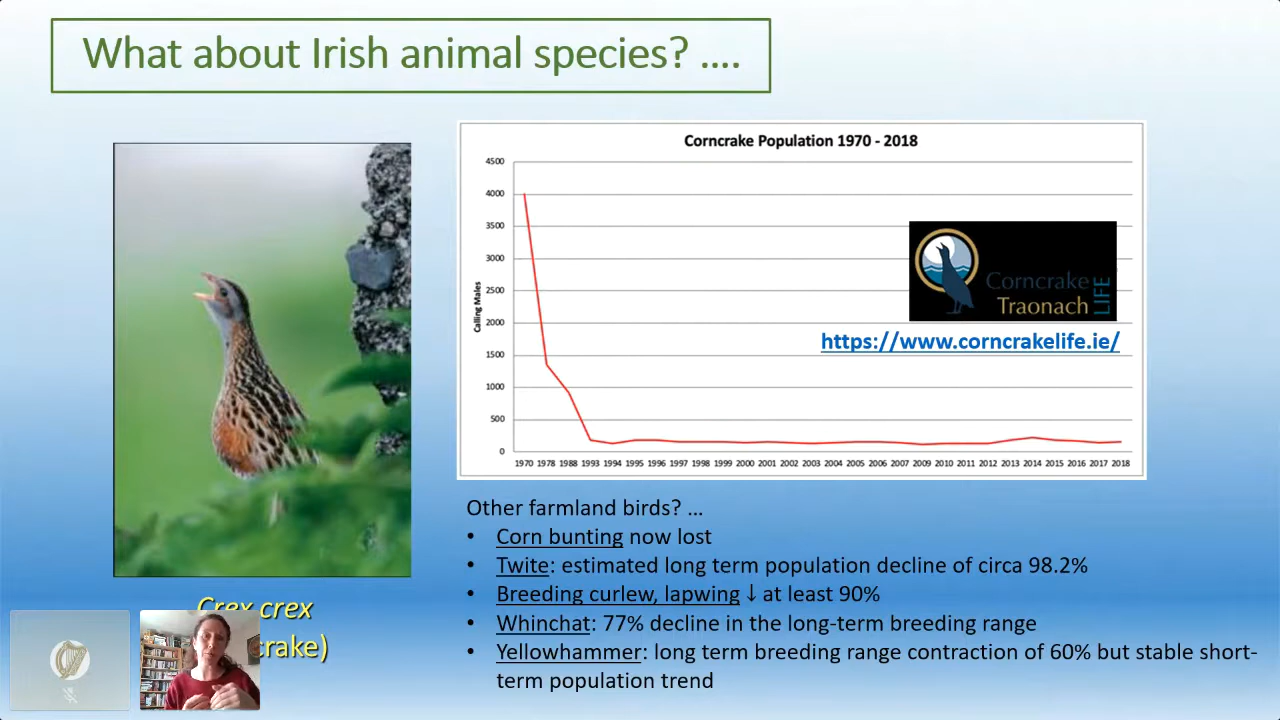 What about Irish animal species? ....
Corncrake Population 1970 - 2018
4500
4000
3500
3000
2500
2000
1500
1000
500
0
Calling Males
1970 1978 1988 1993 1994 1995 1996 1997 1998 1999 2000 2001 2002 2003 2004 2005 2006 2007 2009 2010 2011 2012 2013 2014 2015 2016 2017 2018
Corncrake
Traonach
LIFE
https://www.corncrakelife.ie/
Other farmland birds? ...
• Corn bunting now lost
• Twite: estimated long term population decline of circa 98.2%
• Breeding curlew, lapwing ↓ at least 90%
• Whinchat: 77% decline in the long-term breeding range
• Yellowhammer: long term breeding range contraction of 60% but stable short-
term population trend
Crex crex
crake)